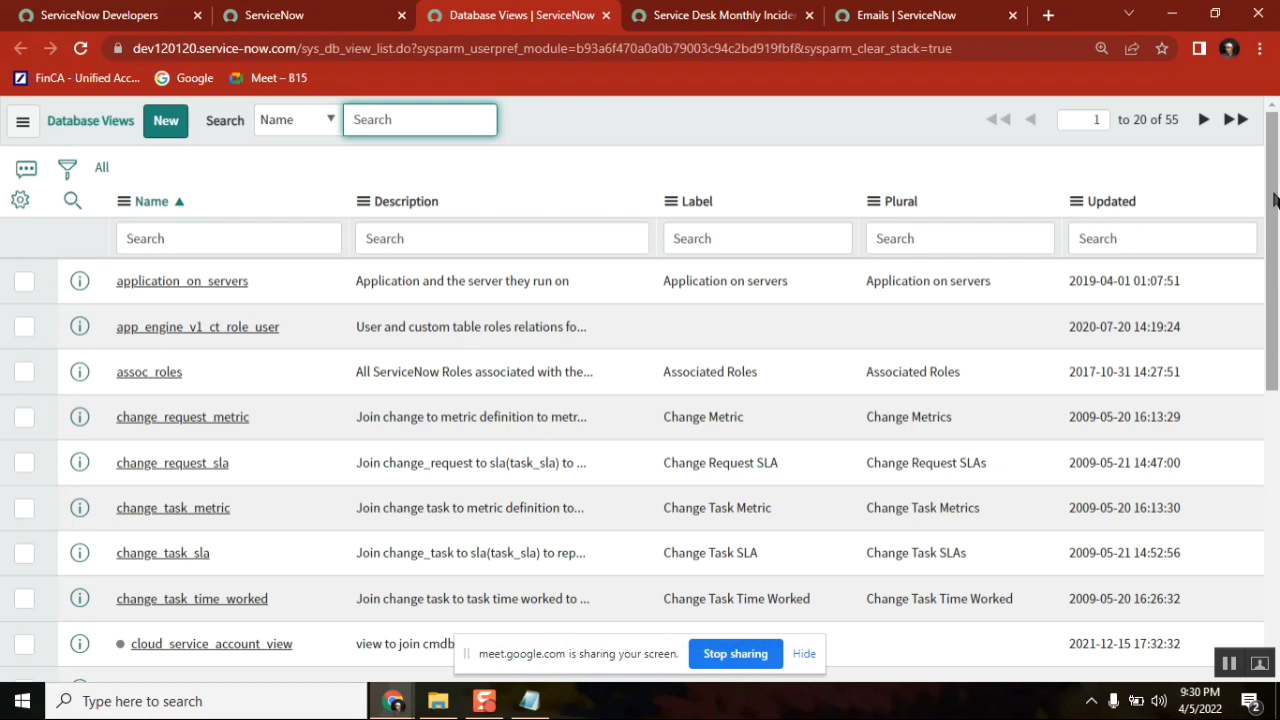 ServiceNow Developers
ServiceNow
Database Views | ServiceNow
Service Desk Monthly Incide
Emails | ServiceNow
dev120120.service-now.com/sys_db_view_list.do?sysparm_userpref_module=b93a6f470a0a0b79003c94c2bd919fbf&sysparm_clear_stack=true
FinCA - Unified Acc...
Google
Meet – B15
Database Views
New
Search
Name
Search
1
to 20 of 55
All
Name
Description
Label
Plural
Updated
Search
Search
Search
Search
Search
application_on_servers Application and the server they run on Application on servers Application on servers 2019-04-01 01:07:51
app_engine_v1_ct_role_user User and custom table roles relations fo... 2020-07-20 14:19:24
assoc_roles All ServiceNow Roles associated with the... Associated Roles Associated Roles 2017-10-31 14:27:51
change_request_metric Join change to metric definition to metr... Change Metric Change Metrics 2009-05-20 16:13:29
change_request_sla Join change_request to sla(task_sla) to ... Change Request SLA Change Request SLAs 2009-05-21 14:47:00
change_task_metric Join change task to metric definition to... Change Task Metric Change Task Metrics 2009-05-20 16:13:30
change_task_sla Join change_task to sla(task_sla) to rep... Change Task SLA Change Task SLAs 2009-05-21 14:52:56
change_task_time_worked Join change task to task time worked to ... Change Task Time Worked Change Task Time Worked 2009-05-20 16:26:32
cloud_service_account_view view to join cmdb 2021-12-15 17:32:32
meet.google.com is sharing your screen.
Stop sharing
Hide
Type here to search
9:30 PM
4/5/2022
2